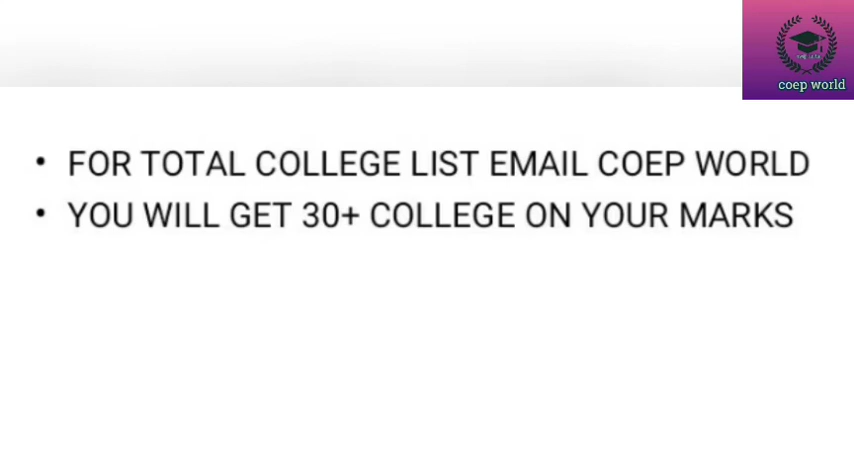 coep world
• FOR TOTAL COLLEGE LIST EMAIL COEP WORLD
• YOU WILL GET 30+ COLLEGE ON YOUR MARKS